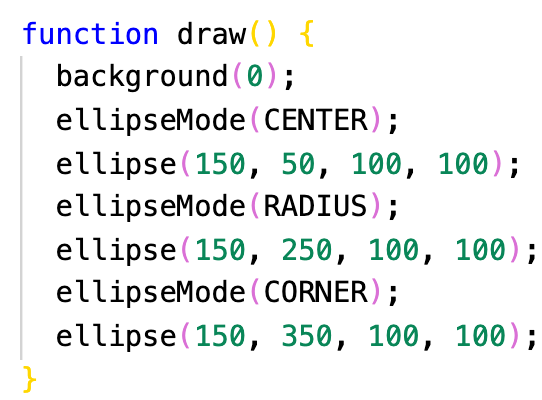 function draw() {
  background(0);
  ellipseMode(CENTER);
  ellipse(150, 50, 100, 100);
  ellipseMode(RADIUS);
  ellipse(150, 250, 100, 100);
  ellipseMode(CORNER);
  ellipse(150, 350, 100, 100);
}